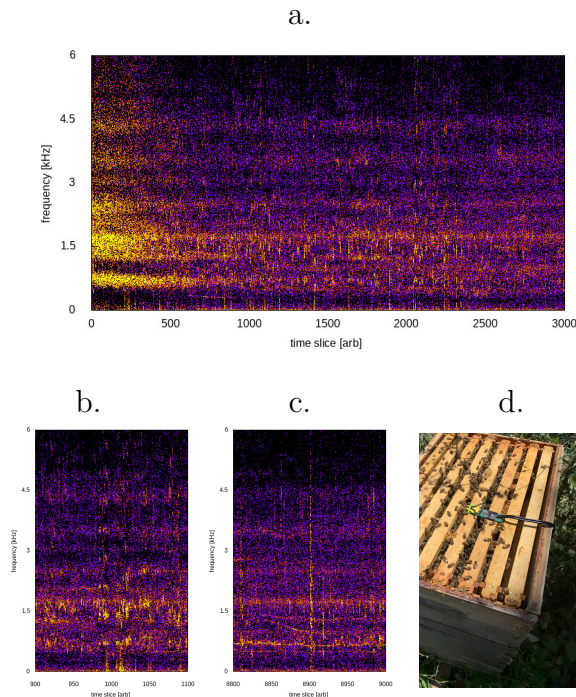 a.
6
4.5
3
1.5
0
frequency [kHz]
0 500 1000 1500 2000 2500 3000
time slice [arb]
b. c. d.
6
4.5
3
1.5
0
frequency [kHz]
900 950 1000 1050 1100
time slice [arb]
6
4.5
3
1.5
0
frequency [kHz]
8800 8850 8900 8950 9000
time slice [arb]